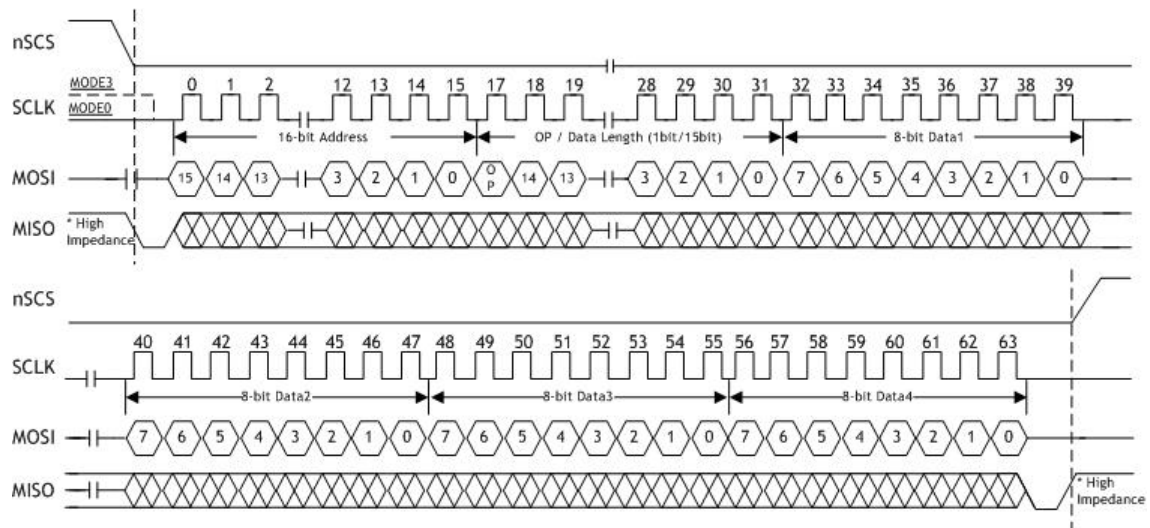 nSCS
MODE3
0 1 2 12 13 14 15 17 18 19 28 29 30 31 32 33 34 35 36 37 38 39
SCLK
MODE0
16-bit Address OP / Data Length (1bit/15bit) 8-bit Data1
MOSI 15 14 13 3 2 1 0 OP 14 13 3 2 1 0 7 6 5 4 3 2 1 0
MISO * High
Impedance
nSCS
40 41 42 43 44 45 46 47 48 49 50 51 52 53 54 55 56 57 58 59 60 61 62 63
SCLK
8-bit Data2 8-bit Data3 8-bit Data4
MOSI 7 6 5 4 3 2 1 0 7 6 5 4 3 2 1 0 7 6 5 4 3 2 1 0
MISO * High
Impedance